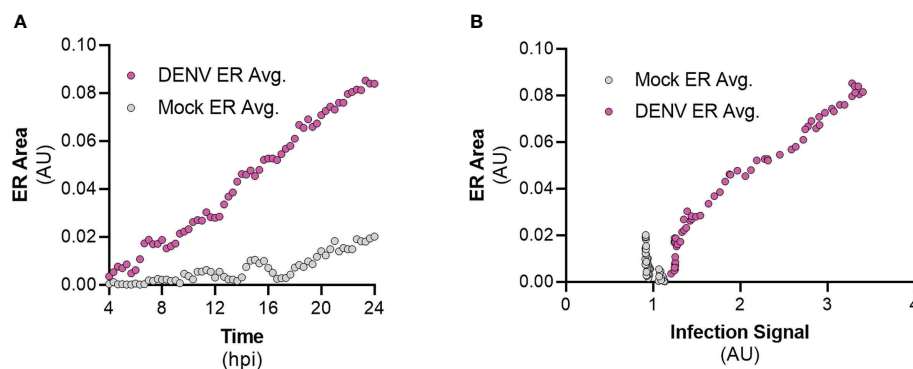 A
DENV ER Avg.
Mock ER Avg.
ER Area
(AU)
0.10
0.08
0.06
0.04
0.02
0.00
4
8
12
16
20
24
Time
(hpi)
B
Mock ER Avg.
DENV ER Avg.
ER Area
(AU)
0.10
0.08
0.06
0.04
0.02
0.00
0
1
2
3
4
Infection Signal
(AU)